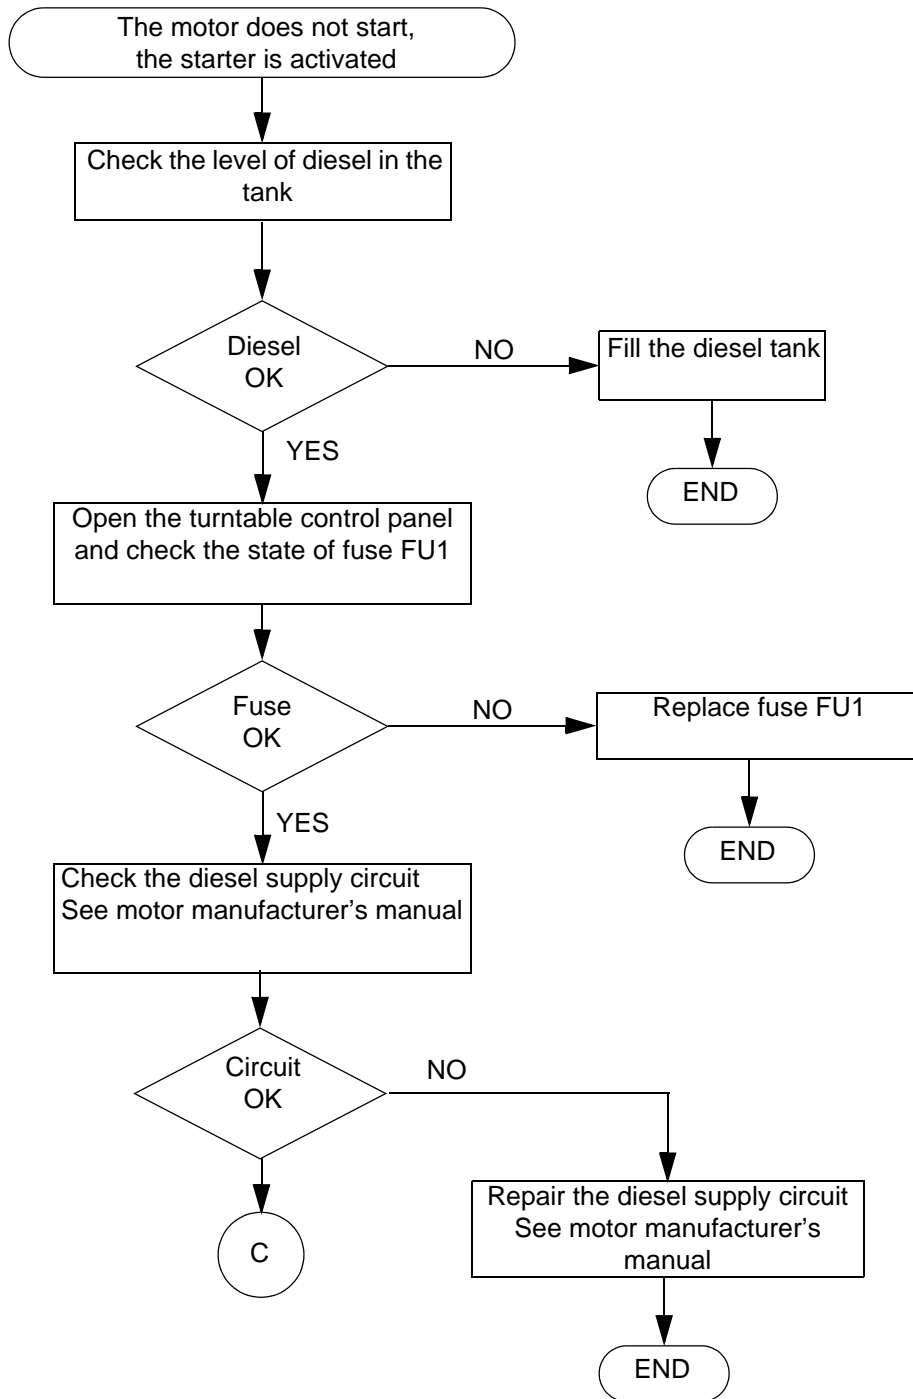 The motor does not start,
the starter is activated
Check the level of diesel in the
tank
Diesel
OK
NO
Fill the diesel tank
YES
END
Open the turntable control panel
and check the state of fuse FU1
Fuse
OK
NO
Replace fuse FU1
YES
END
Check the diesel supply circuit
See motor manufacturer's manual
Circuit
OK
NO
C
Repair the diesel supply circuit
See motor manufacturer's
manual
END